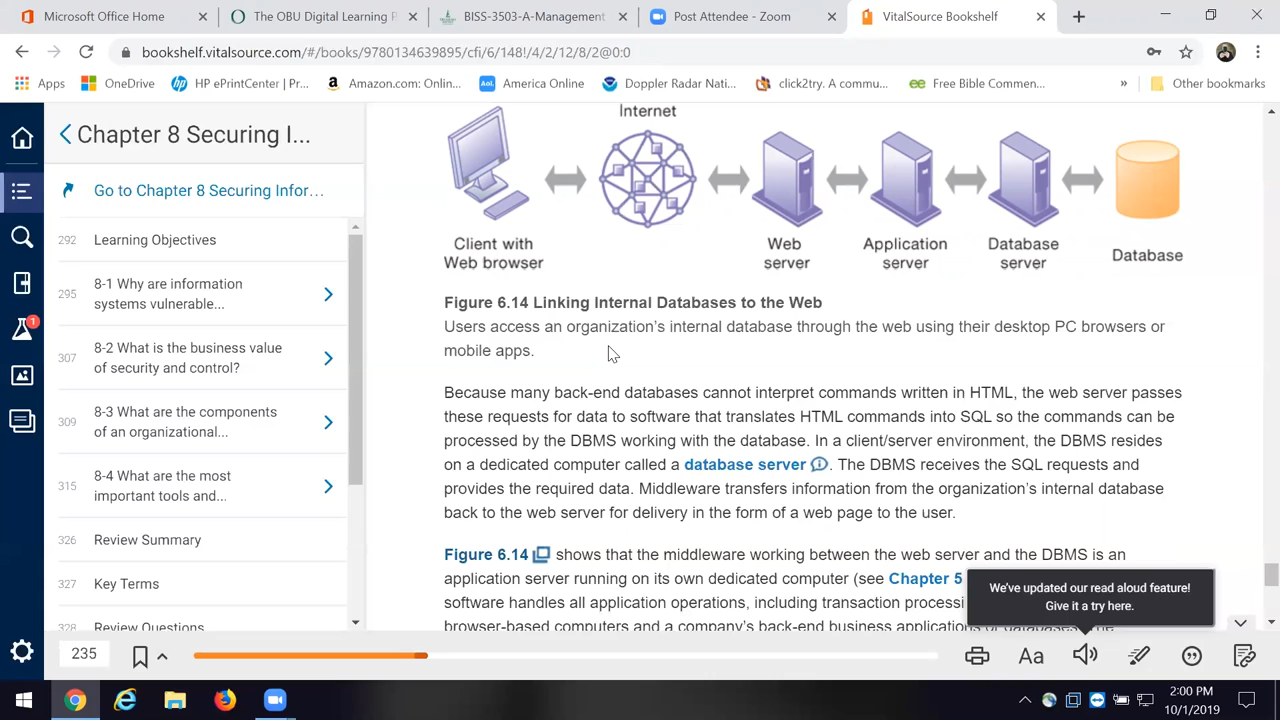 Microsoft Office Home
The OBU Digital Learning P
BISS-3503-A-Management
Post Attendee - Zoom
VitalSource Bookshelf
bookshelf.vitalsource.com/#/books/9780134639895/cfi/6/148!/4/2/12/8/2@0:0
Apps
OneDrive
HP ePrintCenter | Pr...
Amazon.com: Onlin...
America Online
Doppler Radar Nati...
click2try. A commu...
Free Bible Commen...
»
Other bookmarks
Chapter 8 Securing I...
Go to Chapter 8 Securing Infor...
292 Learning Objectives
295 8-1 Why are information
systems vulnerable...
307 8-2 What is the business value
of security and control?
309 8-3 What are the components
of an organizational...
315 8-4 What are the most
important tools and...
326 Review Summary
327 Key Terms
328 Review Questions
1
Internet
Client with
Web browser
Web
server
Application
server
Database
server
Database
Figure 6.14 Linking Internal Databases to the Web
Users access an organization's internal database through the web using their desktop PC browsers or
mobile apps.
Because many back-end databases cannot interpret commands written in HTML, the web server passes
these requests for data to software that translates HTML commands into SQL so the commands can be
processed by the DBMS working with the database. In a client/server environment, the DBMS resides
on a dedicated computer called a database server. The DBMS receives the SQL requests and
provides the required data. Middleware transfers information from the organization's internal database
back to the web server for delivery in the form of a web page to the user.
Figure 6.14 shows that the middleware working between the web server and the DBMS is an
application server running on its own dedicated computer (see Chapter 5
software handles all application operations, including transaction processi
browser-based computers and a company's back-end business applications or databases. The
We've updated our read aloud feature!
Give it a try here.
235
Aa
2:00 PM
10/1/2019